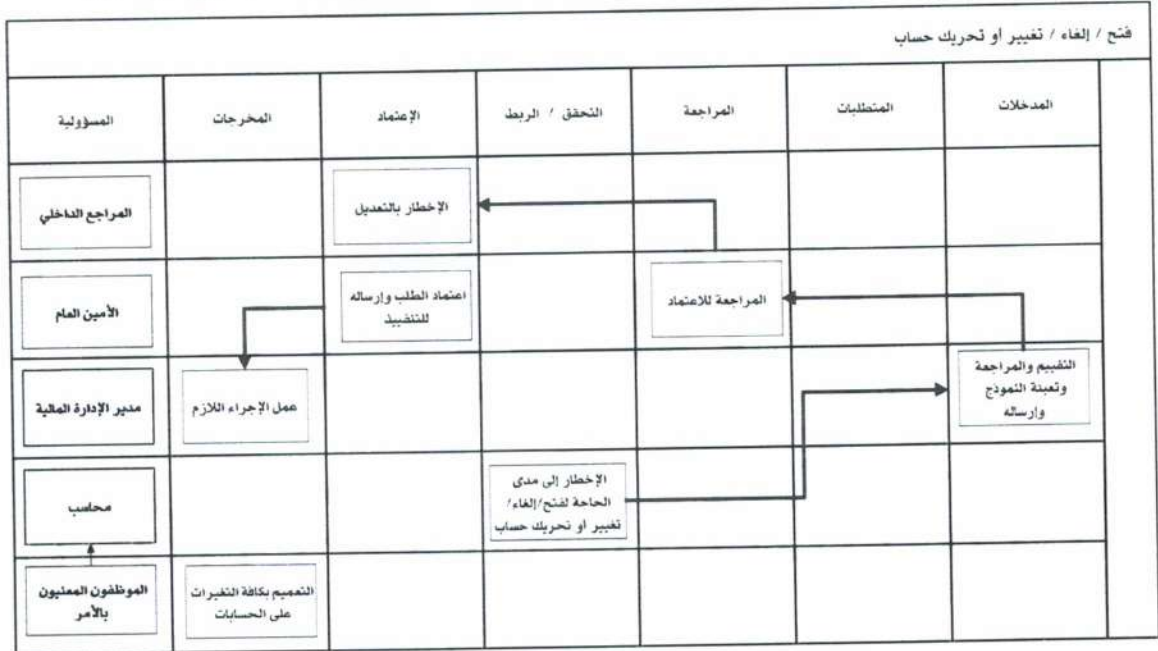 فتح / إلغاء / تغيير أو تحريك حساب
المدخلات
المتطلبات
المراجعة
التحقق / الربط
الإعتماد
المخرجات
المسؤولية
الإخطار بالتعديل
المراجع الداخلي
المراجعة للاعتماد
اعتماد الطلب وإرساله
للتنفيذ
الأمين العام
التقييم والمراجعة
وتعبئة النموذج
وإرساله
عمل الإجراء اللازم
مدير الإدارة المالية
الإخطار إلى مدى
الحاجة لفتح/إلغاء/
تغيير أو تحريك حساب
محاسب
التعميم بكافة التغيرات
على الحسابات
الموظفون المعنيون
بالأمر